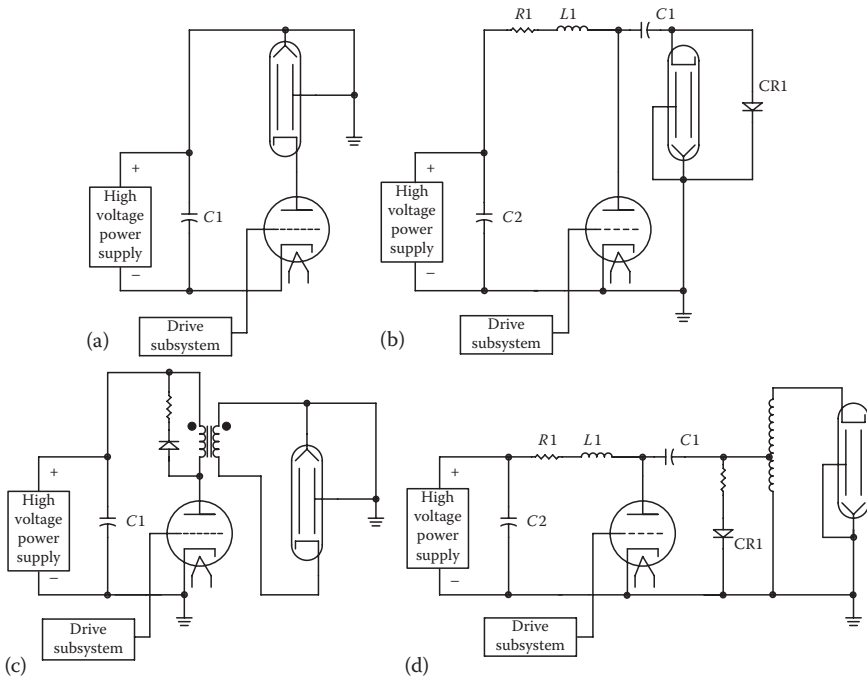 +
High
voltage
power
supply
−
C1
Drive
subsystem
(a)
R1
L1
C1
CR1
+
High
voltage
power
supply
−
C2
Drive
subsystem
(b)
+
High
voltage
power
supply
−
C1
Drive
subsystem
(c)
R1
L1
C1
+
High
voltage
power
supply
−
C2
CR1
Drive
subsystem
(d)